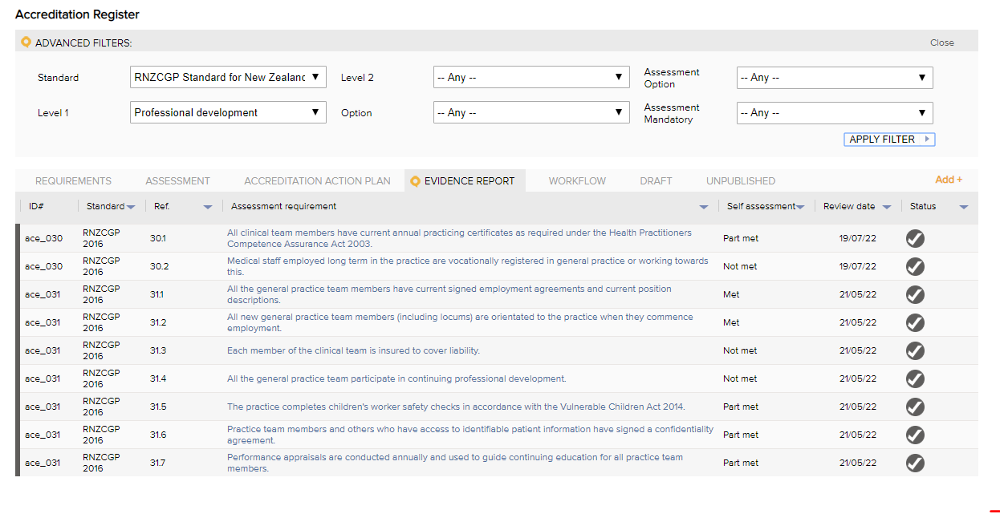 Accreditation Register
ADVANCED FILTERS:
Close
Standard
RNZCGP Standard for New Zealanc
Level 2
-- Any --
Assessment
Option
-- Any --
Level 1
Professional development
Option
-- Any --
Assessment
Mandatory
-- Any --
APPLY FILTER
REQUIREMENTS ASSESSMENT ACCREDITATION ACTION PLAN EVIDENCE REPORT WORKFLOW DRAFT UNPUBLISHED Add +
ID# Standard Ref. Assessment requirement Self assessment Review date Status
ace_030 RNZCGP 2016 30.1 All clinical team members have current annual practicing certificates as required under the Health Practitioners
Competence Assurance Act 2003. Part met 19/07/22
ace_030 RNZCGP 2016 30.2 Medical staff employed long term in the practice are vocationally registered in general practice or working towards
this. Not met 19/07/22
ace_031 RNZCGP 2016 31.1 All the general practice team members have current signed employment agreements and current position
descriptions. Met 21/05/22
ace_031 RNZCGP 2016 31.2 All new general practice team members (including locums) are orientated to the practice when they commence
employment. Met 21/05/22
ace_031 RNZCGP 2016 31.3 Each member of the clinical team is insured to cover liability. Not met 21/05/22
ace_031 RNZCGP 2016 31.4 All the general practice team participate in continuing professional development. Not met 21/05/22
ace_031 RNZCGP 2016 31.5 The practice completes children's worker safety checks in accordance with the Vulnerable Children Act 2014. Part met 21/05/22
ace_031 RNZCGP 2016 31.6 Practice team members and others who have access to identifiable patient information have signed a confidentiality
agreement. Part met 21/05/22
ace_031 RNZCGP 2016 31.7 Performance appraisals are conducted annually and used to guide continuing education for all practice team
members. Part met 21/05/22